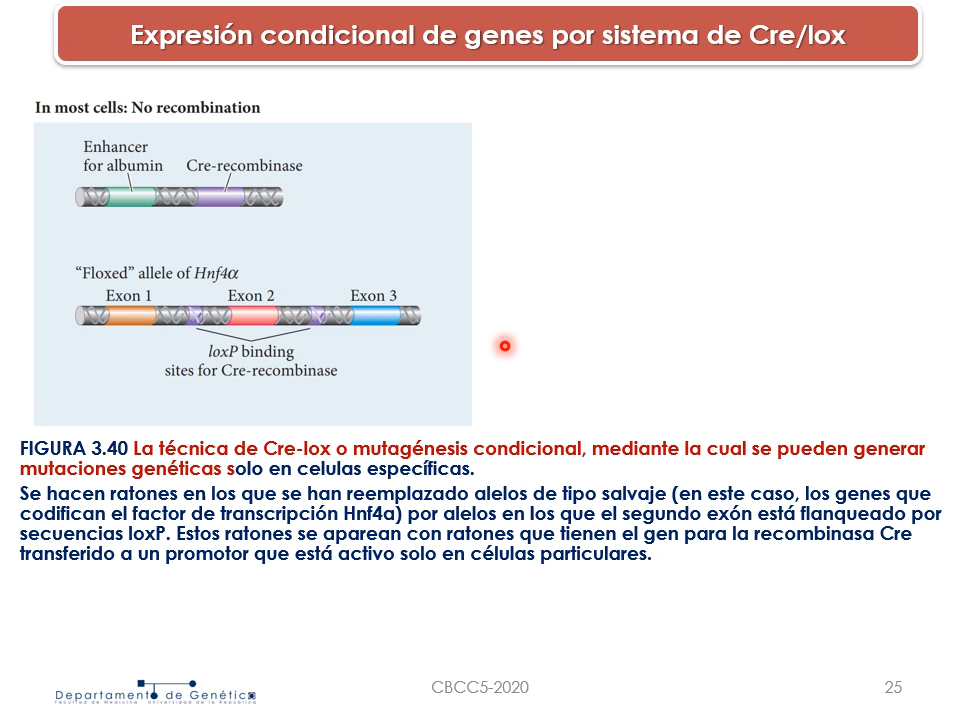 Expresión condicional de genes por sistema de Cre/lox
In most cells: No recombination
Enhancer
for albumin
Cre-recombinase
“Floxed” allele of Hnf4α
Exon 1
Exon 2
Exon 3
loxP binding
sites for Cre-recombinase
FIGURA 3.40 La técnica de Cre-lox o mutagénesis condicional, mediante la cual se pueden generar
mutaciones genéticas solo en celulas específicas.
Se hacen ratones en los que se han reemplazado alelos de tipo salvaje (en este caso, los genes que
codifican el factor de transcripción Hnf4a) por alelos en los que el segundo exón está flanqueado por
secuencias loxP. Estos ratones se aparean con ratones que tienen el gen para la recombinasa Cre
transferido a un promotor que está activo solo en células particulares.
Departamento de Genética
Facultad de Medicina Universidad de la República
CBCC5-2020
25